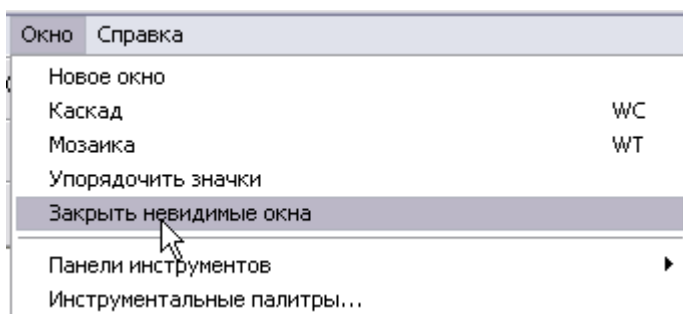 Окно Справка
Новое окно
Каскад WC
Мозаика WT
Упорядочить значки
Закрыть невидимые окна
Панели инструментов
Инструментальные палитры...